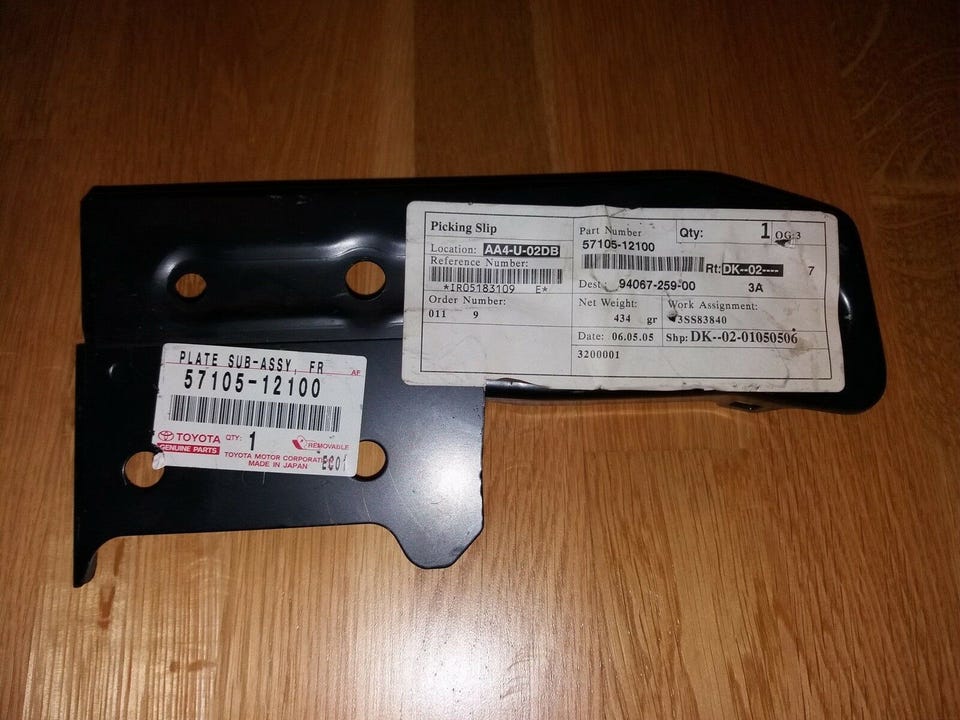 Picking Slip
Location: AA4-U-02DB
Reference Number:
*IR05183109 E*
Order Number:
011 9
Part Number
57105-12100
Qty: 1 OG:3
Rt: DK--02---- 7
Dest: 94067-259-00 3A
Net Weight:
434 gr
Work Assignment:
3SS83840
Date: 06.05.05
Shp: DK--02-01050506
3200001
PLATE SUB-ASSY, FR
AF
57105-12100
TOYOTA
GENUINE PARTS
QTY: 1
REMOVABLE
TOYOTA MOTOR CORPORATION
MADE IN JAPAN
EC01